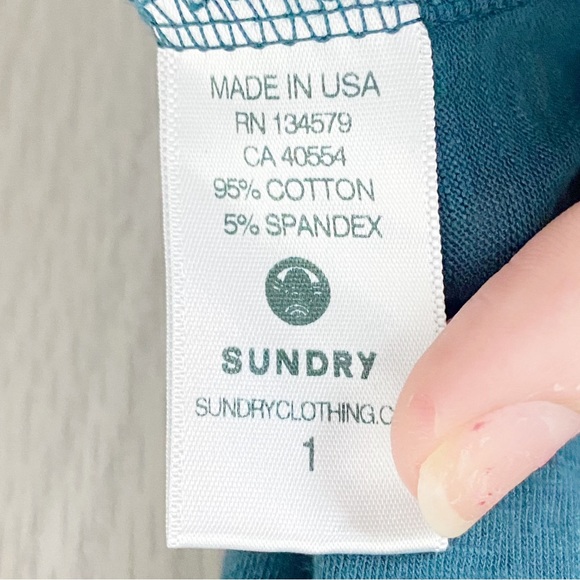 MADE IN USA
RN 134579
CA 40554
95% COTTON
5% SPANDEX
SUNDRY
SUNDRYCLOTHING.C
1